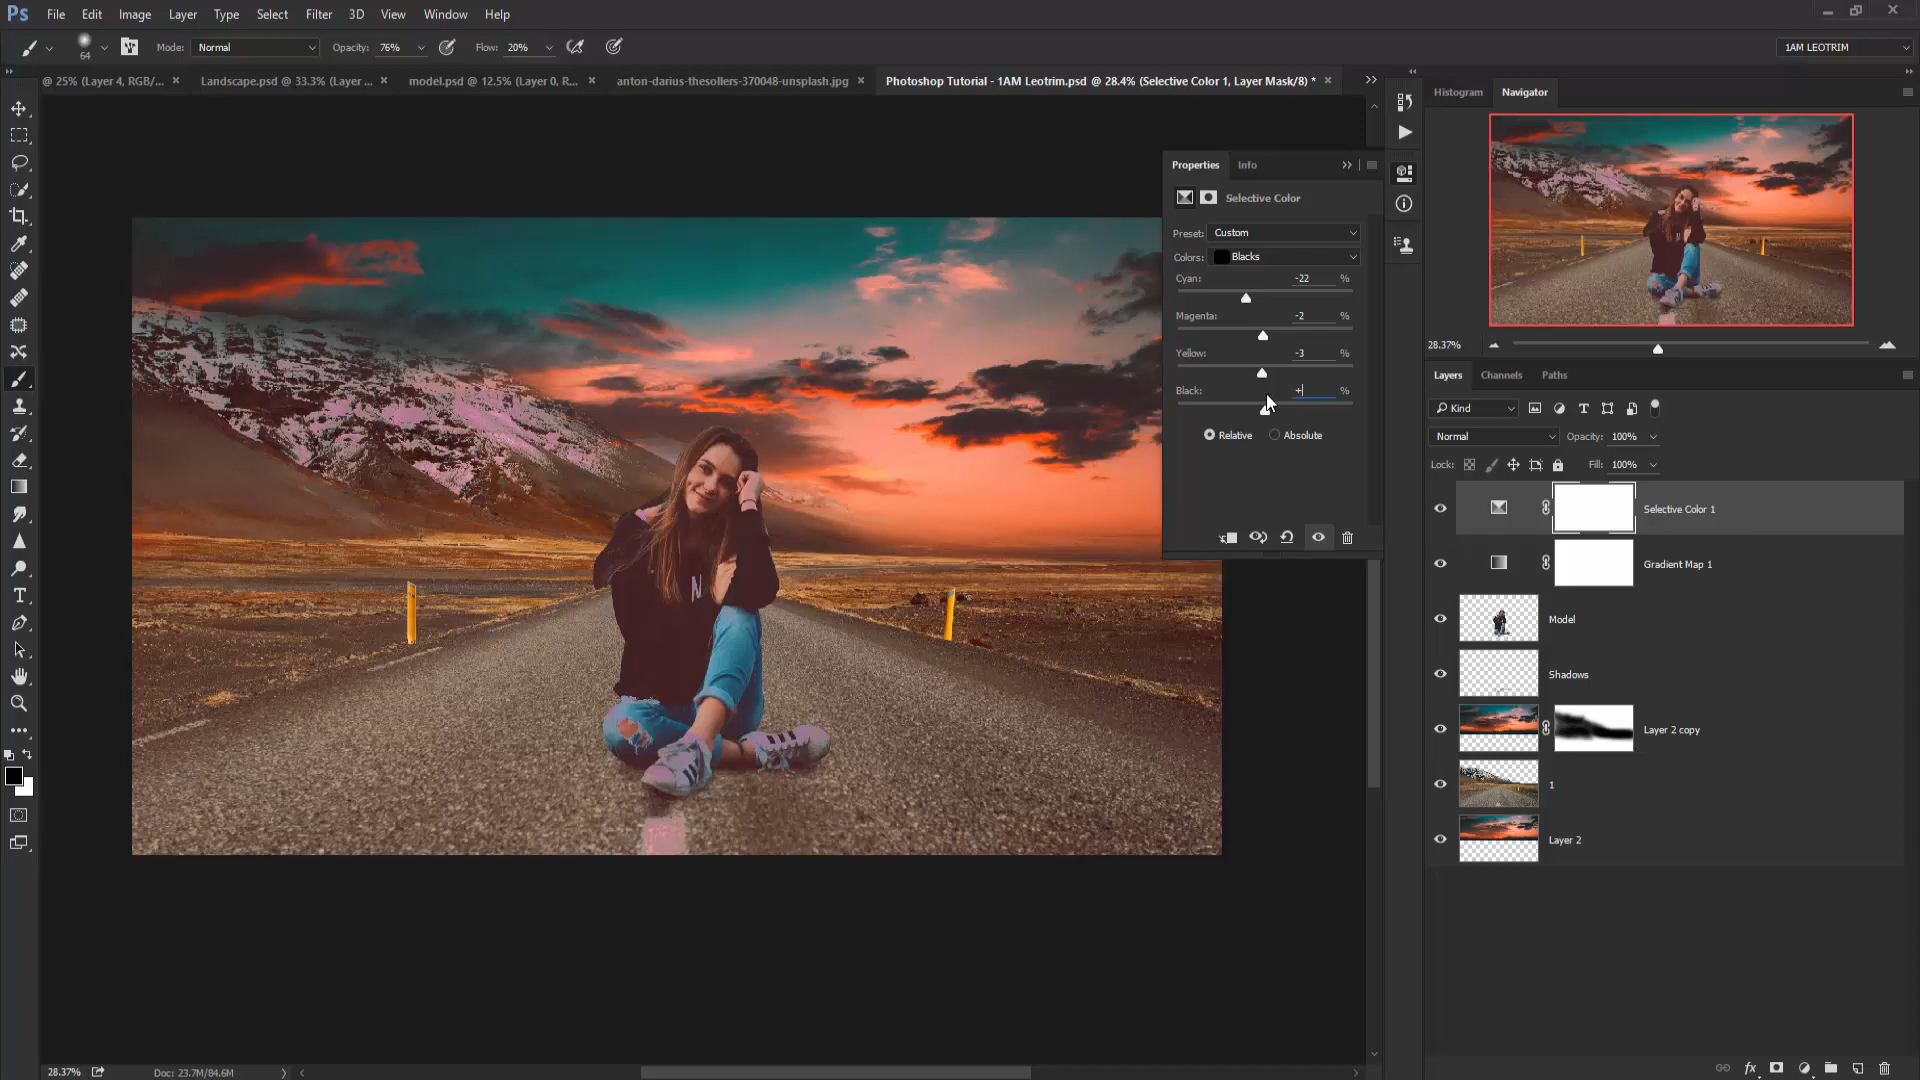 Ps File Edit Image Layer Type Select Filter 3D View Window Help
64 Mode: Normal Opacity: 76% Flow: 20% 1AM LEOTRIM
@ 25% (Layer 4, RGB/... × Landscape.psd @ 33.3% (Layer ... × model.psd @ 12.5% (Layer 0, R... × anton-darius-thesollers-370048-unsplash.jpg × Photoshop Tutorial - 1AM Leotrim.psd @ 28.4% (Selective Color 1, Layer Mask/8) * ×
Histogram Navigator
Properties Info
Selective Color
Preset: Custom
Colors: Blacks
Cyan: -22 %
Magenta: -2 %
Yellow: -3 %
Black: + %
Relative Absolute
28.37%
Layers Channels Paths
Kind
Normal Opacity: 100%
Lock: Fill: 100%
Selective Color 1
Gradient Map 1
Model
Shadows
Layer 2 copy
1
Layer 2
N
28.37% Doc: 23.7M/84.6M
fx